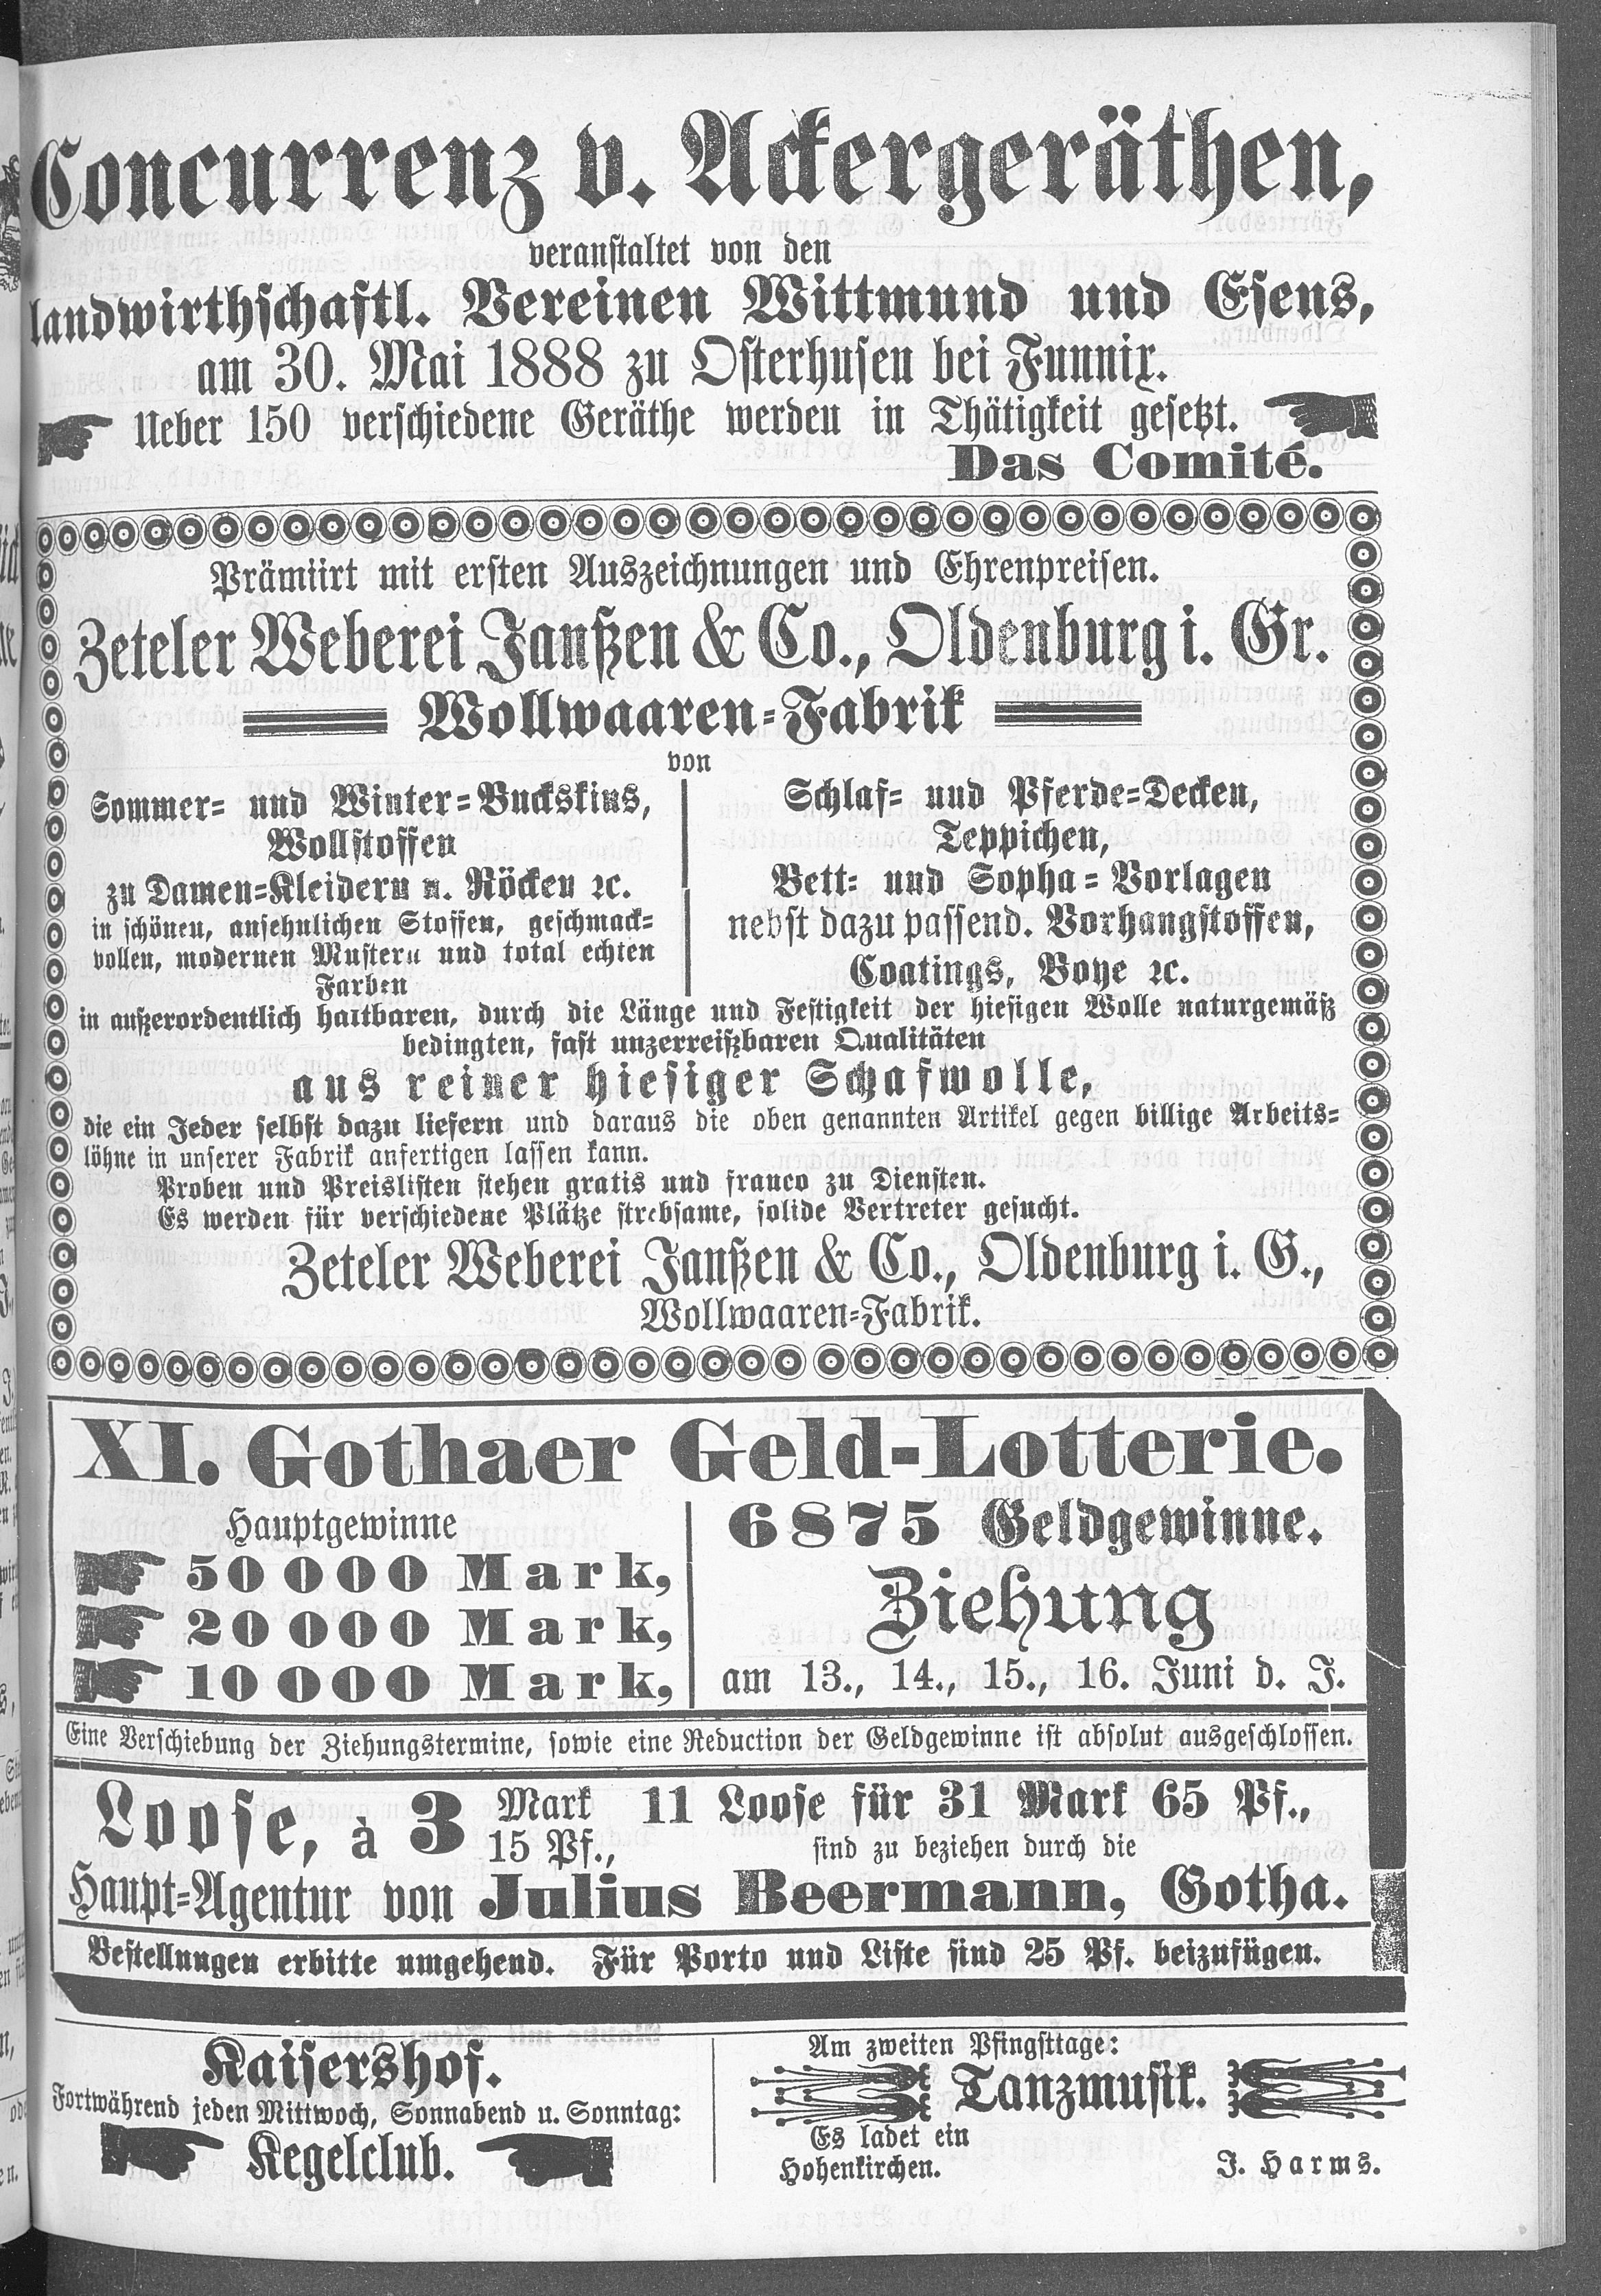 Concurrenz v. Ackergeräthen,
veranstaltet von den
landwirthschaftl. Vereinen Wittmund und Esens,
am 30. Mai 1888 zu Osterhusen bei Funnix.
Ueber 150 verschiedene Geräthe werden in Thätigkeit gesetzt.
Das Comité.
Prämiirt mit ersten Auszeichnungen und Ehrenpreisen.
Zeteler Weberei Janßen & Co., Oldenburg i. Gr.
Wollwaaren-Fabrik
von
Sommer- und Winter-Buckskins,
Wollstoffen
zu Damen-Kleidern u. Röcken ꝛc.
in schönen, ansehnlichen Stoffen, geschmack-
vollen, modernen Mustern und total echten
Farben
Schlaf- und Pferde-Decken,
Teppichen,
Bett- und Sopha-Vorlagen
nebst dazu passend. Vorhangstoffen,
Coatings, Boye ꝛc.
in außerordentlich haltbaren, durch die Länge und Festigkeit der hiesigen Wolle naturgemäß
bedingten, fast unzerreißbaren Qualitäten
aus reiner hiesiger Schafwolle,
die ein Jeder selbst dazu liefern und daraus die oben genannten Artikel gegen billige Arbeits-
löhne in unserer Fabrik anfertigen lassen kann.
Proben und Preislisten stehen gratis und franco zu Diensten.
Es werden für verschiedene Plätze strebsame, solide Vertreter gesucht.
Zeteler Weberei Janßen & Co., Oldenburg i. G.,
Wollwaaren-Fabrik.
XI. Gothaer Geld-Lotterie.
Hauptgewinne
50000 Mark,
20000 Mark,
10000 Mark,
6875 Geldgewinne.
Ziehung
am 13., 14., 15., 16. Juni d. J.
Eine Verschiebung der Ziehungstermine, sowie eine Reduction der Geldgewinne ist absolut ausgeschlossen.
Loose, à 3 Mark 15 Pf., 11 Loose für 31 Mark 65 Pf.,
sind zu beziehen durch die
Haupt-Agentur von Julius Beermann, Gotha.
Bestellungen erbitte umgehend. Für Porto und Liste sind 25 Pf. beizufügen.
Kaisershof.
Fortwährend jeden Mittwoch, Sonnabend u. Sonntag:
Kegelclub.
Am zweiten Pfingsttage:
Tanzmusik.
Es ladet ein
Hohenkirchen. J. Harms.